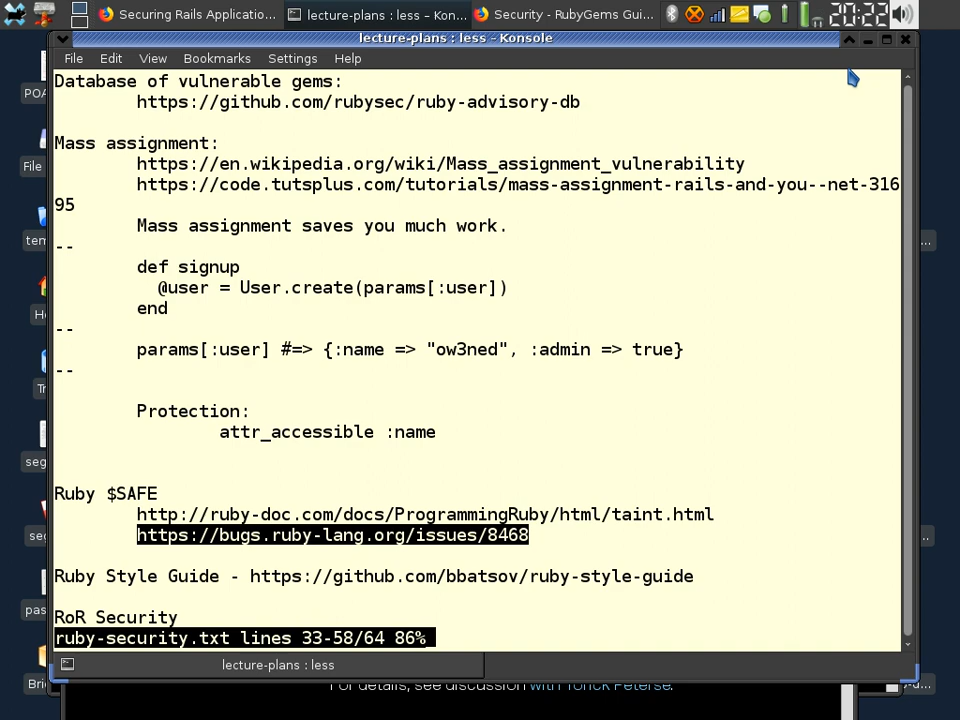 Securing Rails Applicatio...
lecture-plans : less – Kon...
Security - RubyGems Gui...
20:22
lecture-plans : less – Konsole
File Edit View Bookmarks Settings Help
Database of vulnerable gems:
https://github.com/rubysec/ruby-advisory-db
Mass assignment:
https://en.wikipedia.org/wiki/Mass_assignment_vulnerability
https://code.tutsplus.com/tutorials/mass-assignment-rails-and-you--net-316
95
Mass assignment saves you much work.
--
def signup
@user = User.create(params[:user])
end
--
params[:user] #=> {:name => "ow3ned", :admin => true}
--
Protection:
attr_accessible :name
Ruby $SAFE
http://ruby-doc.com/docs/ProgrammingRuby/html/taint.html
https://bugs.ruby-lang.org/issues/8468
Ruby Style Guide - https://github.com/bbatsov/ruby-style-guide
RoR Security
ruby-security.txt lines 33-58/64 86%
lecture-plans : less
For details, see discussion with Yorick Peterse.